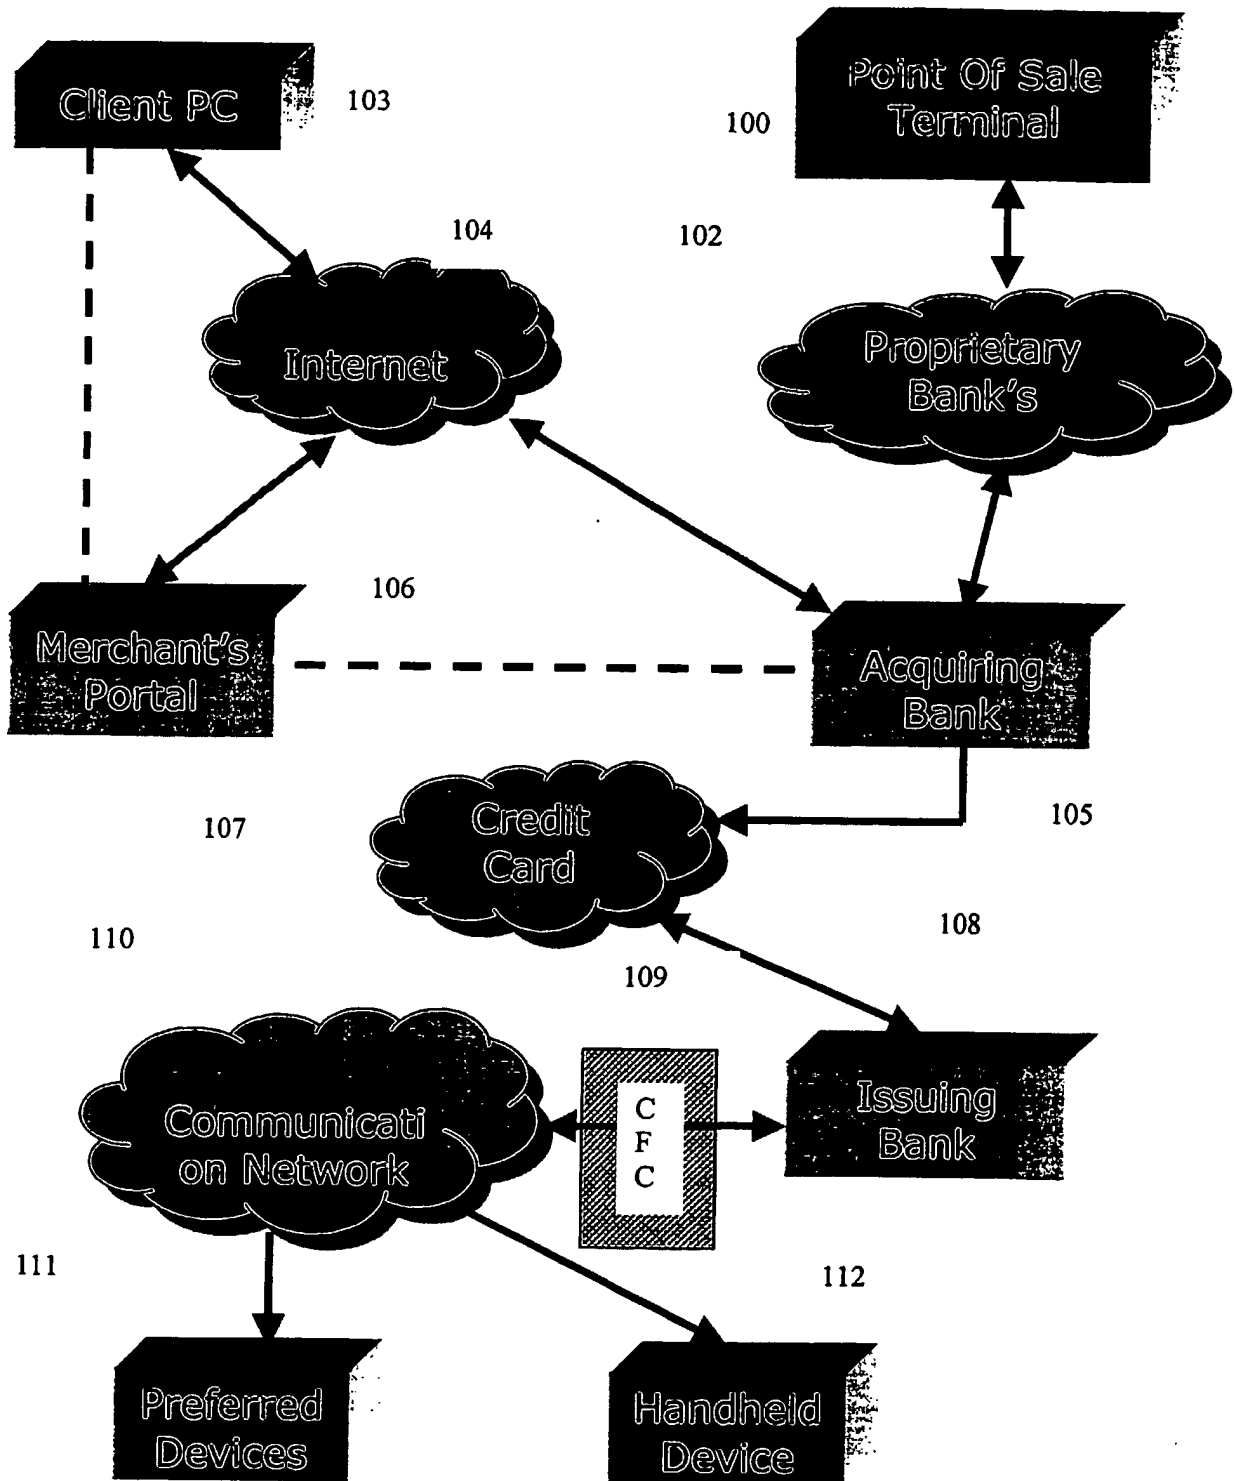 Client PC
103
Point Of Sale
Terminal
100
104
102
Internet
Proprietary
Bank's
106
Merchant's
Portal
Acquiring
Bank
107
Credit
Card
105
110
108
109
Communicati
on Network
C
F
C
Issuing
Bank
111
112
Preferred
Devices
Handheld
Device